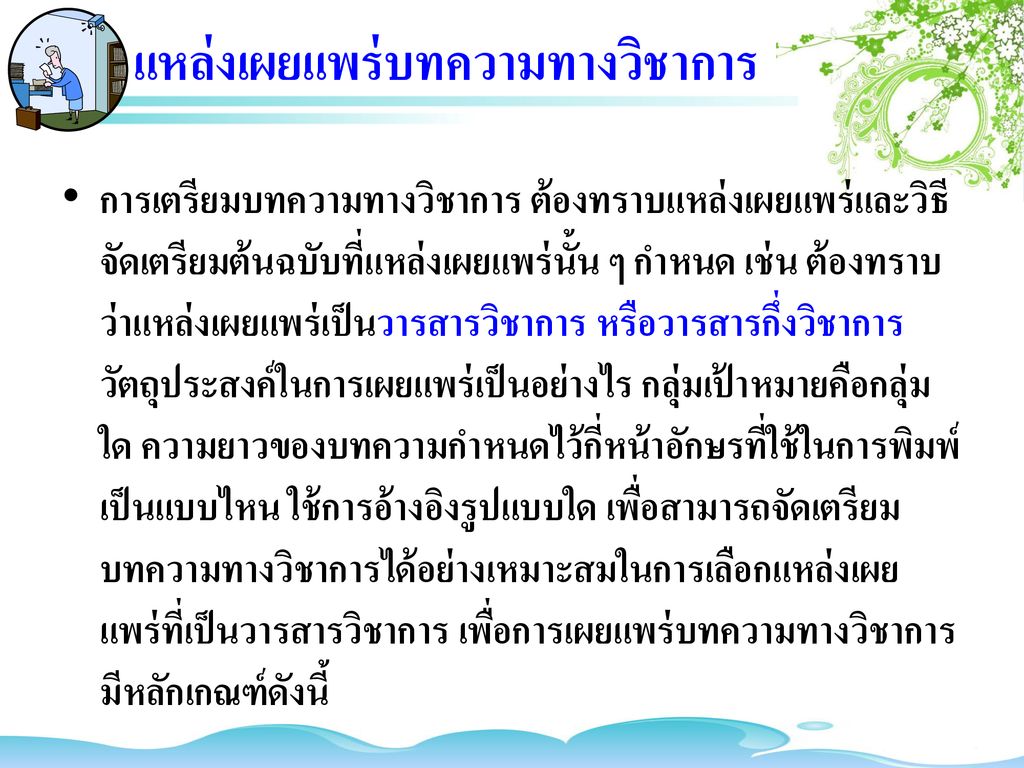 แหล่งเผยแพร่บทความทางวิชาการ
• การเตรียมบทความทางวิชาการ ต้องทราบแหล่งเผยแพร่และวิธี
จัดเตรียมต้นฉบับที่แหล่งเผยแพร่นั้น ๆ กำหนด เช่น ต้องทราบ
ว่าแหล่งเผยแพร่เป็นวารสารวิชาการ หรือวารสารกึ่งวิชาการ
วัตถุประสงค์ในการเผยแพร่เป็นอย่างไร กลุ่มเป้าหมายคือกลุ่ม
ใด ความยาวของบทความกำหนดไว้กี่หน้าอักษรที่ใช้ในการพิมพ์
เป็นแบบไหน ใช้การอ้างอิงรูปแบบใด เพื่อสามารถจัดเตรียม
บทความทางวิชาการได้อย่างเหมาะสมในการเลือกแหล่งเผย
แพร่ที่เป็นวารสารวิชาการ เพื่อการเผยแพร่บทความทางวิชาการ
มีหลักเกณฑ์ดังนี้